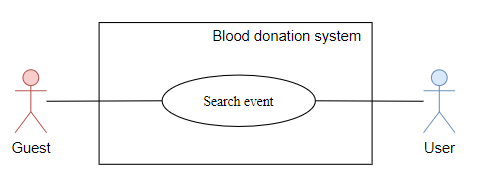 Blood donation system
Search event
Guest
User